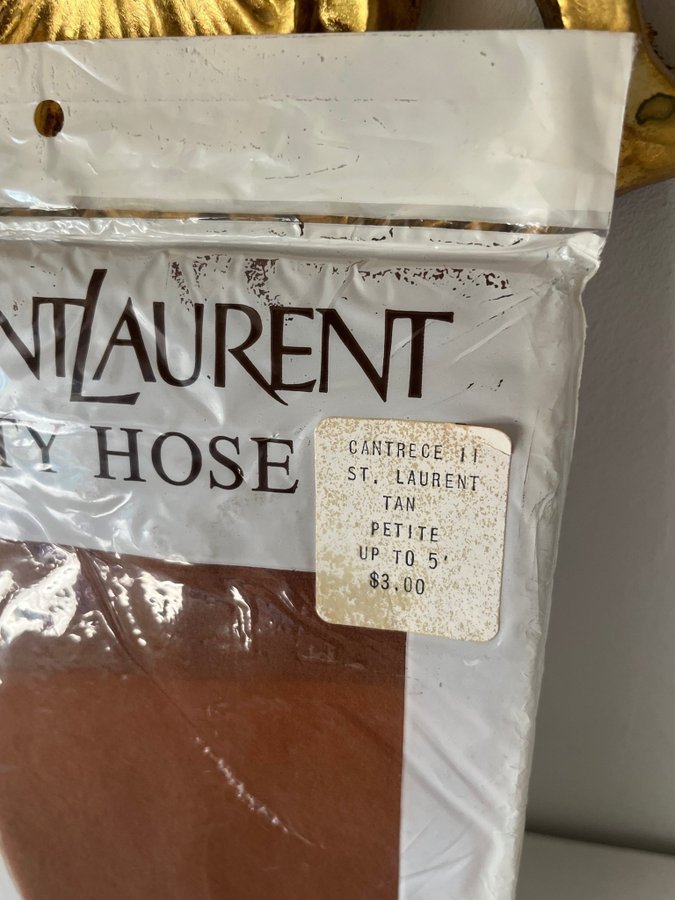 NTLAURENT
TY HOSE
CANTRECE II
ST. LAURENT
TAN
PETITE
UP TO 5'
$3.00